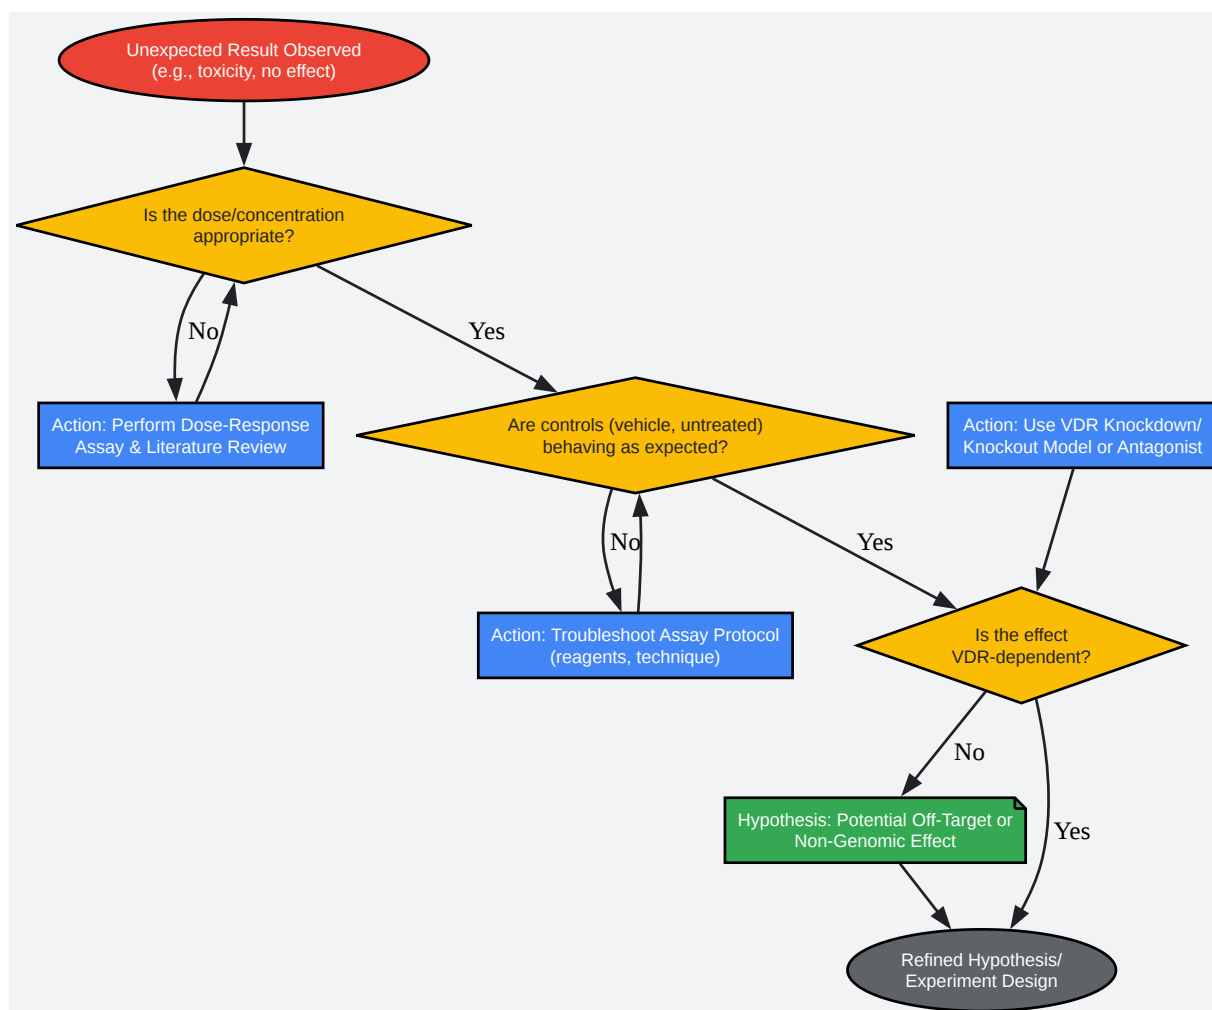 Unexpected Result Observed
(e.g., toxicity, no effect)
Is the dose/concentration
appropriate?
No
Yes
Action: Perform Dose-Response
Assay & Literature Review
Are controls (vehicle, untreated)
behaving as expected?
Action: Use VDR Knockdown/
Knockout Model or Antagonist
No
Yes
Action: Troubleshoot Assay Protocol
(reagents, technique)
Is the effect
VDR-dependent?
No
Hypothesis: Potential Off-Target or
Non-Genomic Effect
Yes
Refined Hypothesis/
Experiment Design